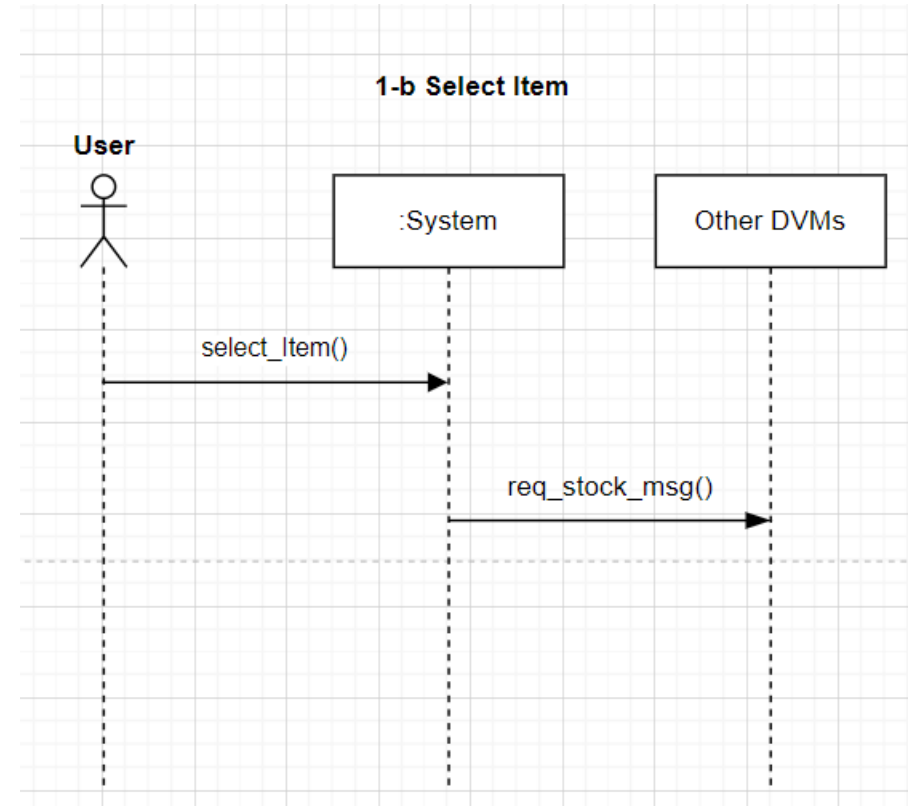 1-b Select Item
User
:System
Other DVMs
select_Item()
req_stock_msg()